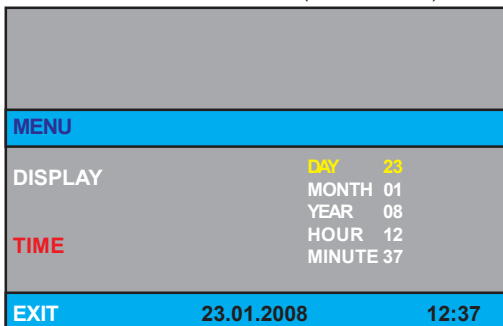 MENU
DISPLAY
TIME
DAY 23
MONTH 01
YEAR 08
HOUR 12
MINUTE 37
EXIT 23.01.2008 12:37